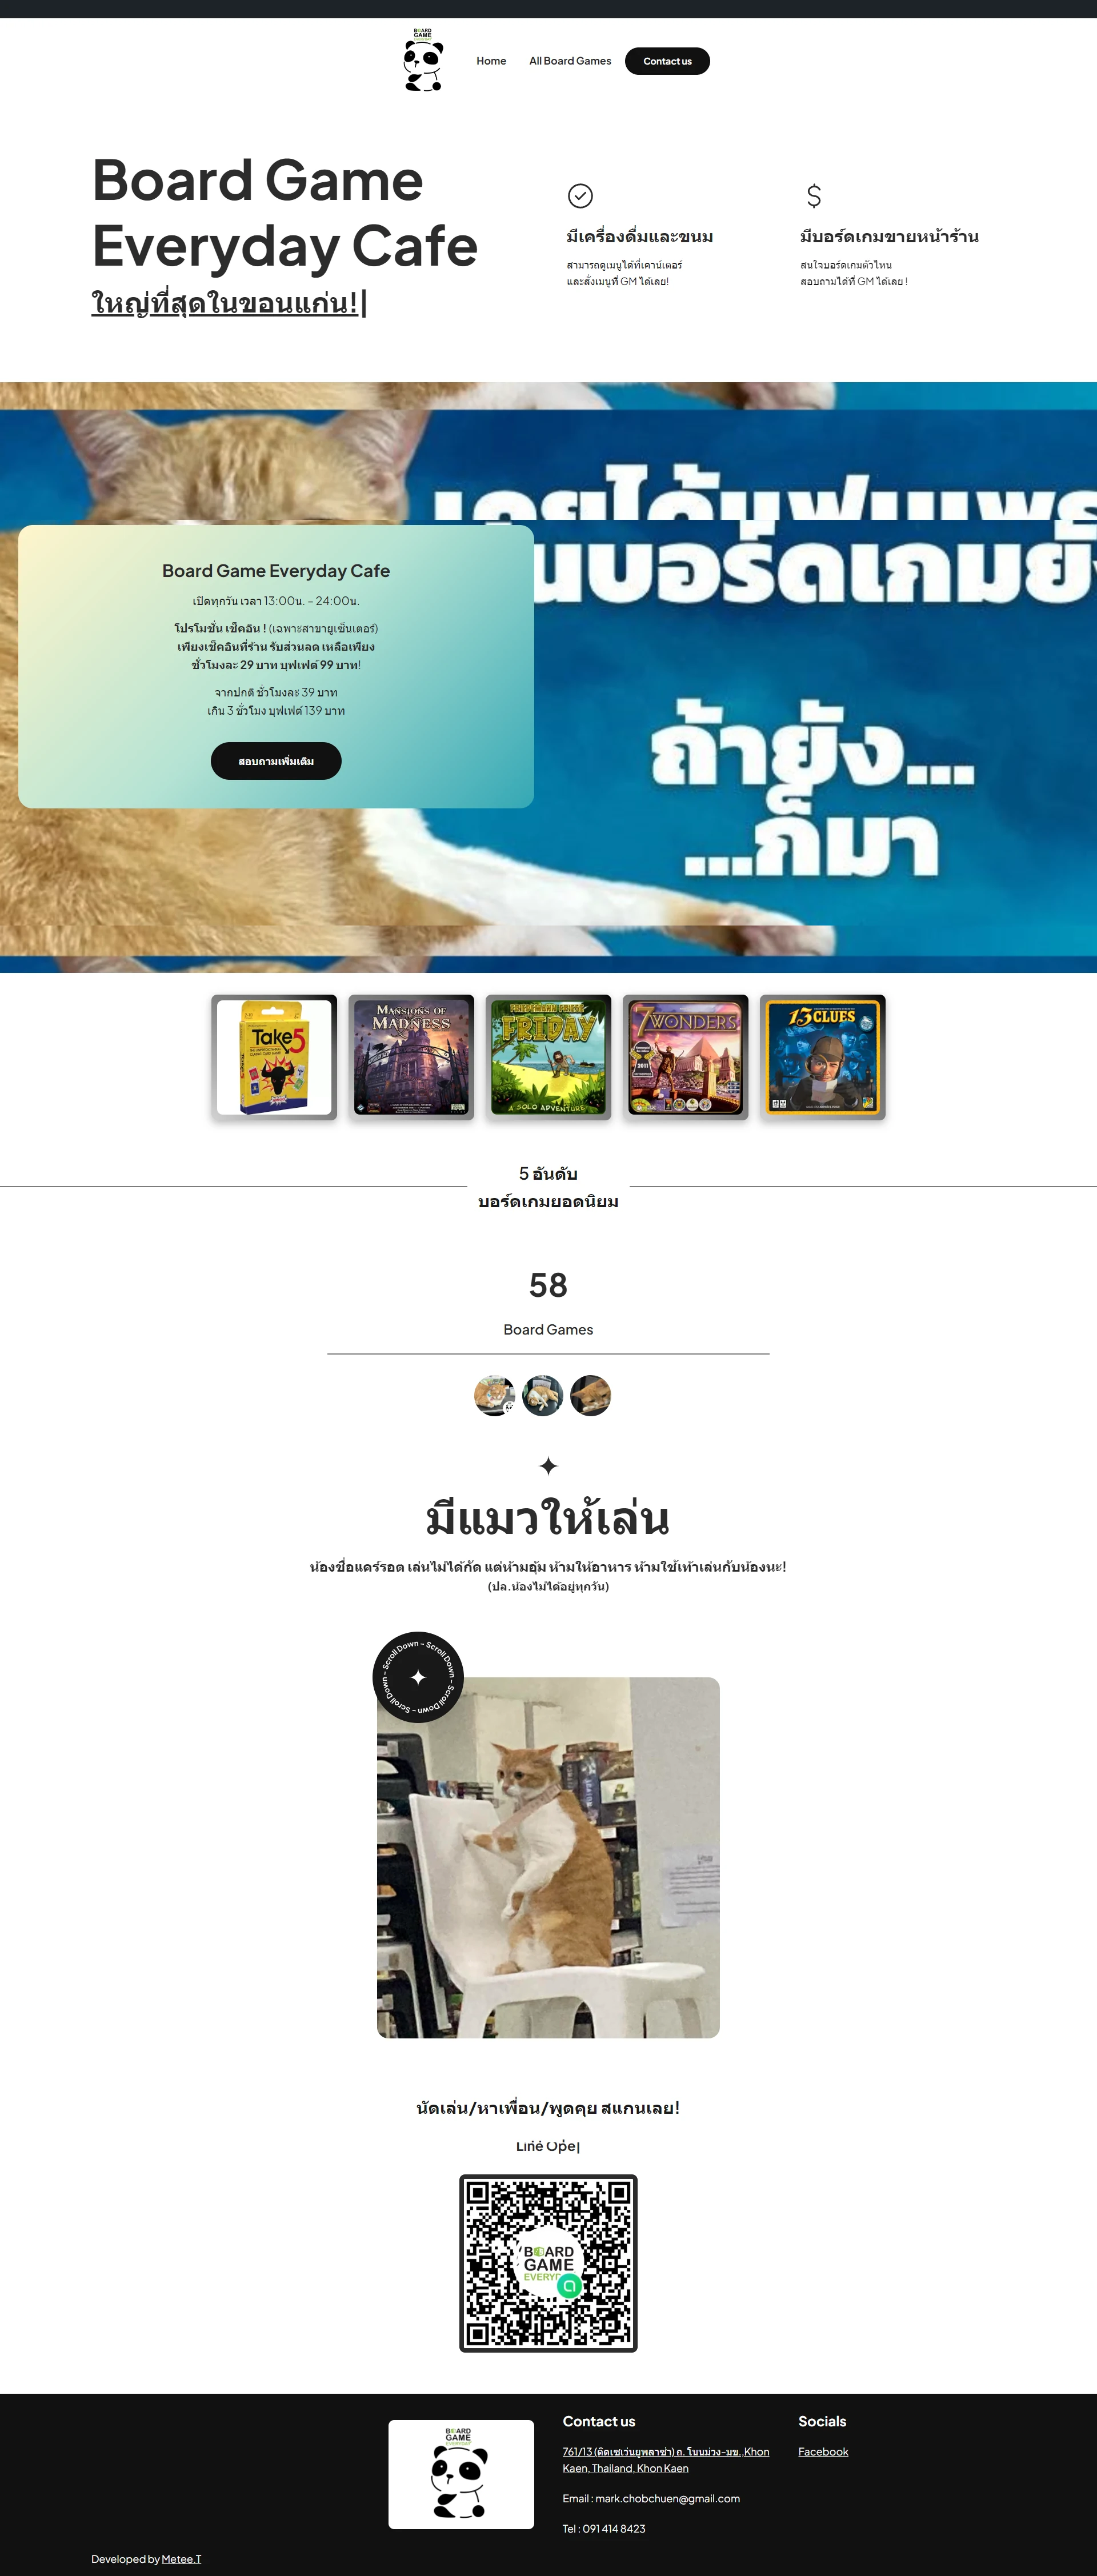 BOARD
GAME
EVERYDAY
Home
All Board Games
Contact us
Board Game
Everyday Cafe
ใหญ่ที่สุดในขอนแก่น!|
มีเครื่องดื่มและขนม
สามารถดูเมนูได้ที่เคาน์เตอร์
และสั่งเมนูที่ GM ได้เลย!
มีบอร์ดเกมขายหน้าร้าน
สนใจบอร์ดเกมตัวไหน
สอบถามได้ที่ GM ได้เลย !
ถ้ายัง...
...ก็มา
Board Game Everyday Cafe
เปิดทุกวัน เวลา 13:00น. – 24:00น.
โปรโมชั่น เช็คอิน ! (เฉพาะสาขายูเซ็นเตอร์)
เพียงเช็คอินที่ร้าน รับส่วนลด เหลือเพียง
ชั่วโมงละ 29 บาท บุฟเฟต์ 99 บาท!
จากปกติ ชั่วโมงละ 39 บาท
เกิน 3 ชั่วโมง บุฟเฟต์ 139 บาท
สอบถามเพิ่มเติม
Take 5
MANSIONS OF
MADNESS
FRIDAY
A SOLO ADVENTURE
7 WONDERS
13 CLUES
5 อันดับ
บอร์ดเกมยอดนิยม
58
Board Games
มีแมวให้เล่น
น้องชื่อแคร์รอต เล่นไม่ได้กัด แต่ห้ามอุ้ม ห้ามให้อาหาร ห้ามใช้เท้าเล่นกับน้องนะ!
(ปล.น้องไม่ได้อยู่ทุกวัน)
Scroll Down – Scroll Down – Scroll Down – Scroll Down –
นัดเล่น/หาเพื่อน/พูดคุย สแกนเลย!
Line Ope|
BOARD
GAME
EVERYDAY
BOARD
GAME
EVERYDAY
Contact us
761/13 (ติดเซเว่นยูพลาซ่า) ถ. โนนม่วง-มข.,Khon
Kaen, Thailand, Khon Kaen
Email : mark.chobchuen@gmail.com
Tel : 091 414 8423
Socials
Facebook
Developed by Metee.T